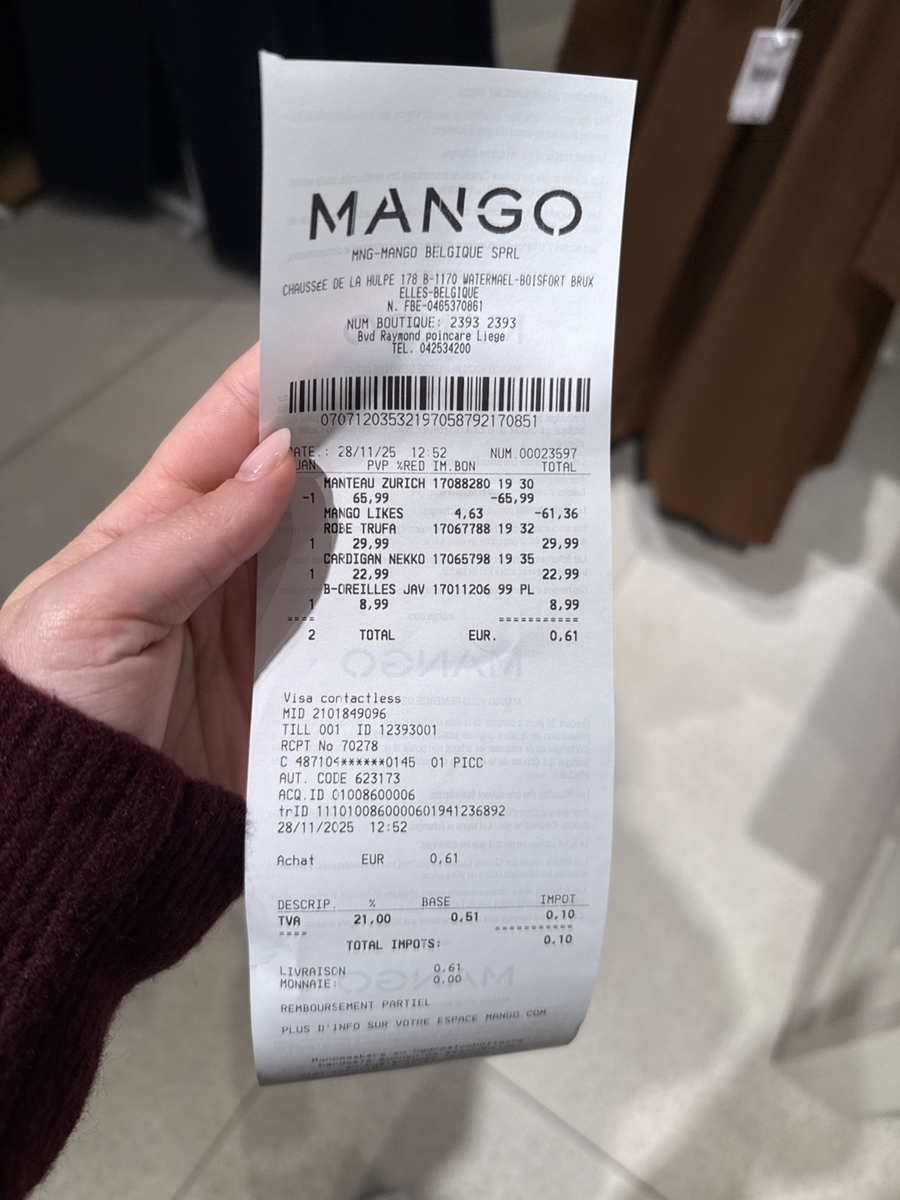 MANGO
MNG-MANGO BELGIQUE SPRL
CHAUSSÉE DE LA HULPE 178 B-1170 WATERMAEL-BOISFORT BRUX
ELLES-BELGIQUE
N. FBE-0465370861
NUM BOUTIQUE: 2393 2393
Bvd Raymond poincare Liege
TEL. 042534200
07071203532197058792170851
ATE.: 28/11/25 12:52 NUM.00023597
UAN PVP %RED IM.BON TOTAL
MANTEAU ZURICH 17088280 19 30
-1 65,99 -65,99
MANGO LIKES 4,63 -61,36
ROBE TRUFA 17067788 19 32
1 29,99 29,99
CARDIGAN NEKKO 17065798 19 35
1 22,99 22,99
B-OREILLES JAV 17011206 99 PL
1 8,99 8,99
==== ===========
2 TOTAL EUR. 0,61
Visa contactless
MID 2101849096
TILL 001 ID 12393001
RCPT No 70278
C 487104******0145 01 PICC
AUT. CODE 623173
ACQ.ID 01008600006
trID 1110100860000601941236892
28/11/2025 12:52
Achat EUR 0,61
DESCRIP. % BASE IMPOT
TVA 21,00 0,51 0,10
==== ===========
TOTAL IMPOTS: 0,10
LIVRAISON 0,61
MONNAIE: 0,00
REMBOURSEMENT PARTIEL
PLUS D'INFO SUR VOTRE ESPACE MANGO.COM